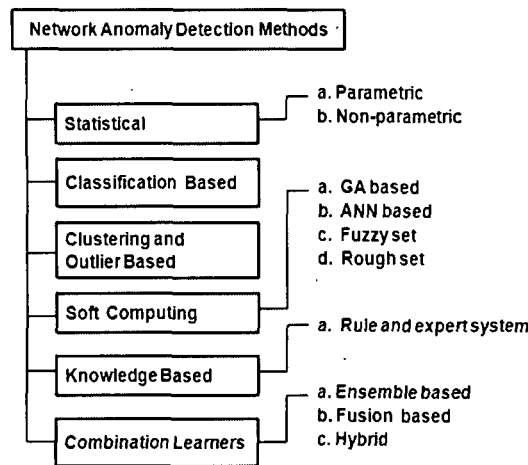 Network Anomaly Detection Methods
a. Parametric
b. Non-parametric
Statistical
Classification Based
a. GA based
b. ANN based
c. Fuzzy set
d. Rough set
Clustering and
Outlier Based
Soft Computing
a. Rule and expert system
Knowledge Based
a. Ensemble based
b. Fusion based
c. Hybrid
Combination Learners